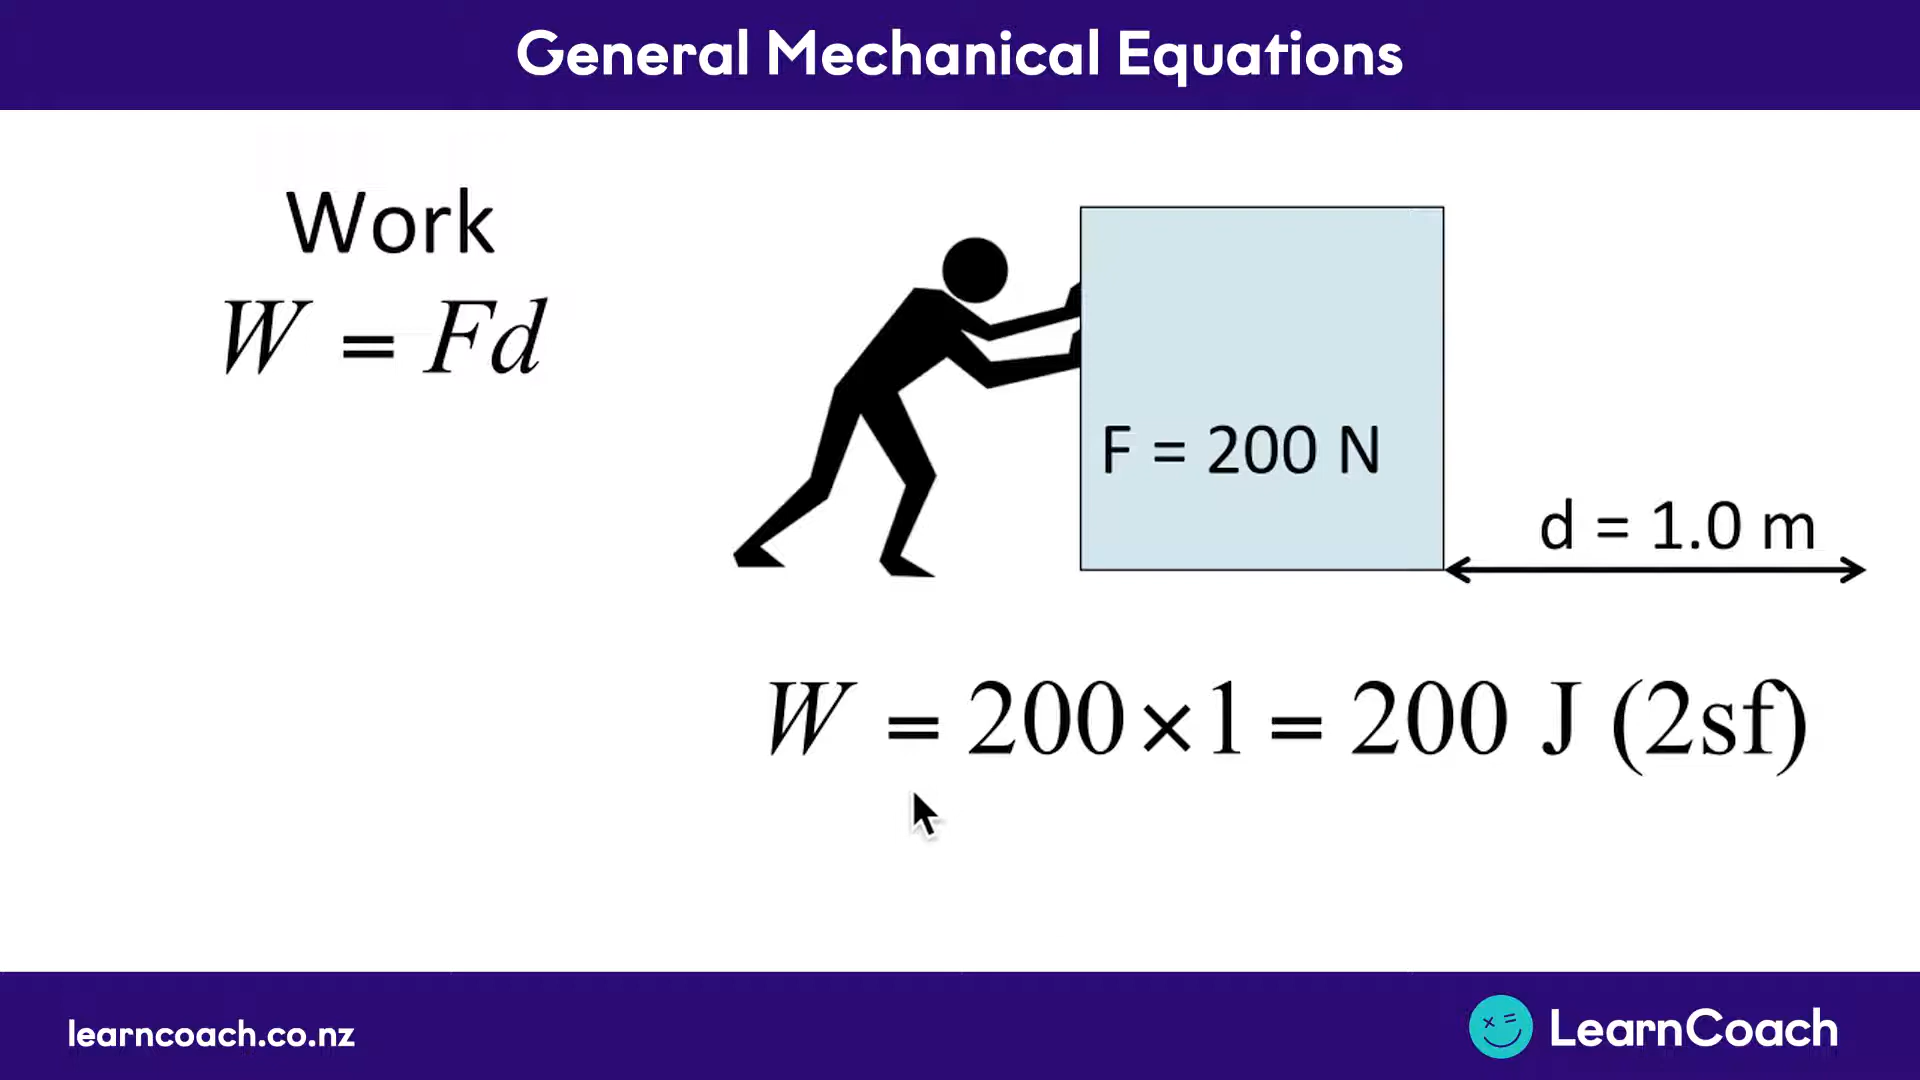 General Mechanical Equations
Work
W = Fd
F = 200 N
d = 1.0 m
W = 200×1 = 200 J (2sf)
learncoach.co.nz
LearnCoach